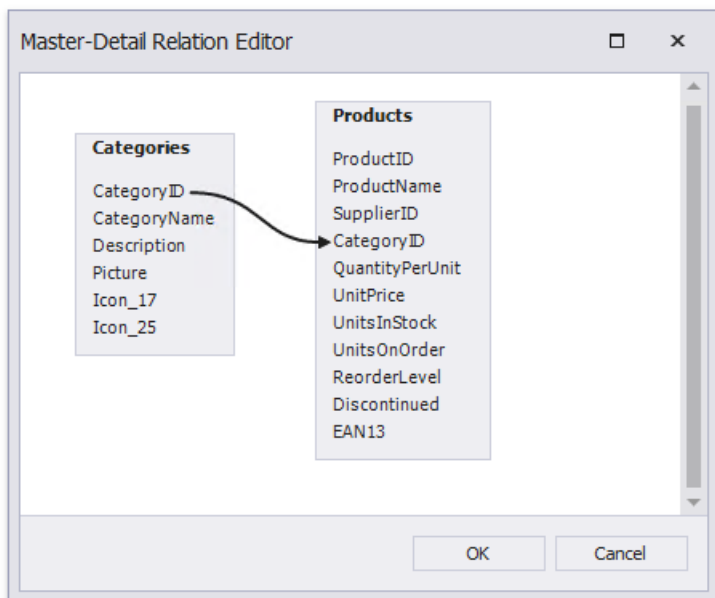 Master-Detail Relation Editor
Categories
CategoryID
CategoryName
Description
Picture
Icon_17
Icon_25
Products
ProductID
ProductName
SupplierID
CategoryID
QuantityPerUnit
UnitPrice
UnitsInStock
UnitsOnOrder
ReorderLevel
Discontinued
EAN13
OK
Cancel